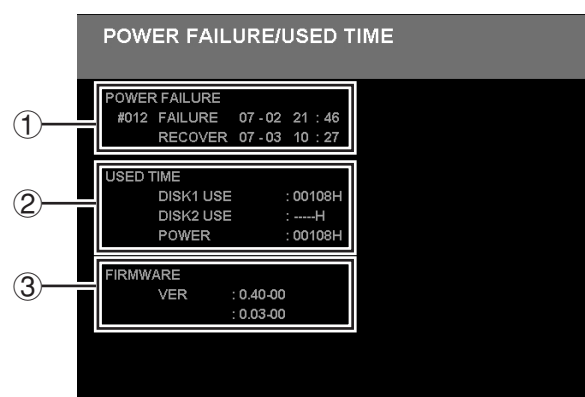 POWER FAILURE/USED TIME
① POWER FAILURE
#012 FAILURE 07-02 21:46
RECOVER 07-03 10:27
② USED TIME
DISK1 USE :00108H
DISK2 USE :-----H
POWER :00108H
③ FIRMWARE
VER : 0.40-00
: 0.03-00